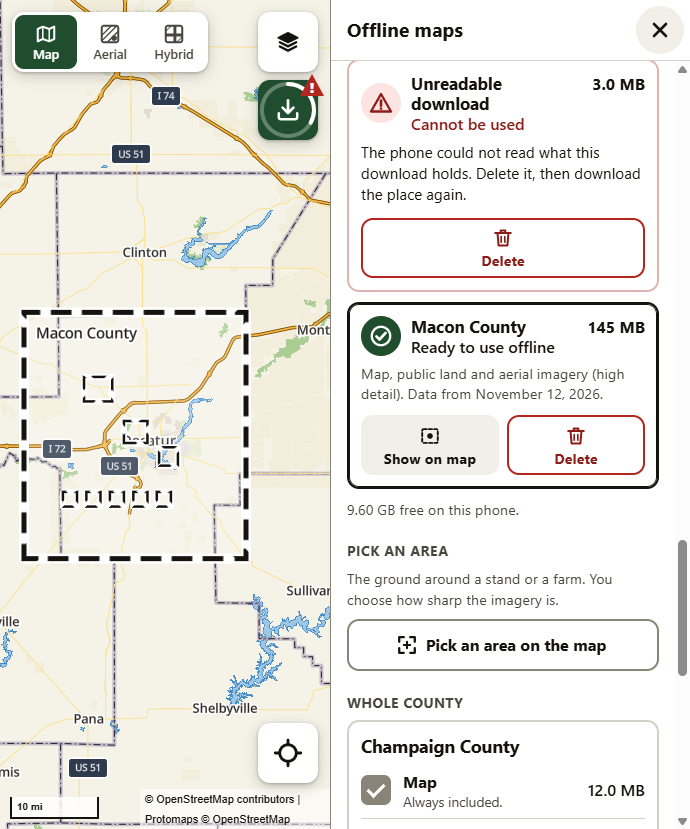 Map
Aerial
Hybrid
I 74
US 51
Clinton
Macon County
Mont
Decatur
I 72
US 51
Sullivan
ville
Shelbyville
Pana
mis
US 51
10 mi
© OpenStreetMap contributors |
Protomaps © OpenStreetMap
Offline maps
Unreadable
download
3.0 MB
Cannot be used
The phone could not read what this
download holds. Delete it, then download
the place again.
Delete
Macon County
145 MB
Ready to use offline
Map, public land and aerial imagery (high
detail). Data from November 12, 2026.
Show on map
Delete
9.60 GB free on this phone.
PICK AN AREA
The ground around a stand or a farm. You
choose how sharp the imagery is.
Pick an area on the map
WHOLE COUNTY
Champaign County
Map
12.0 MB
Always included.